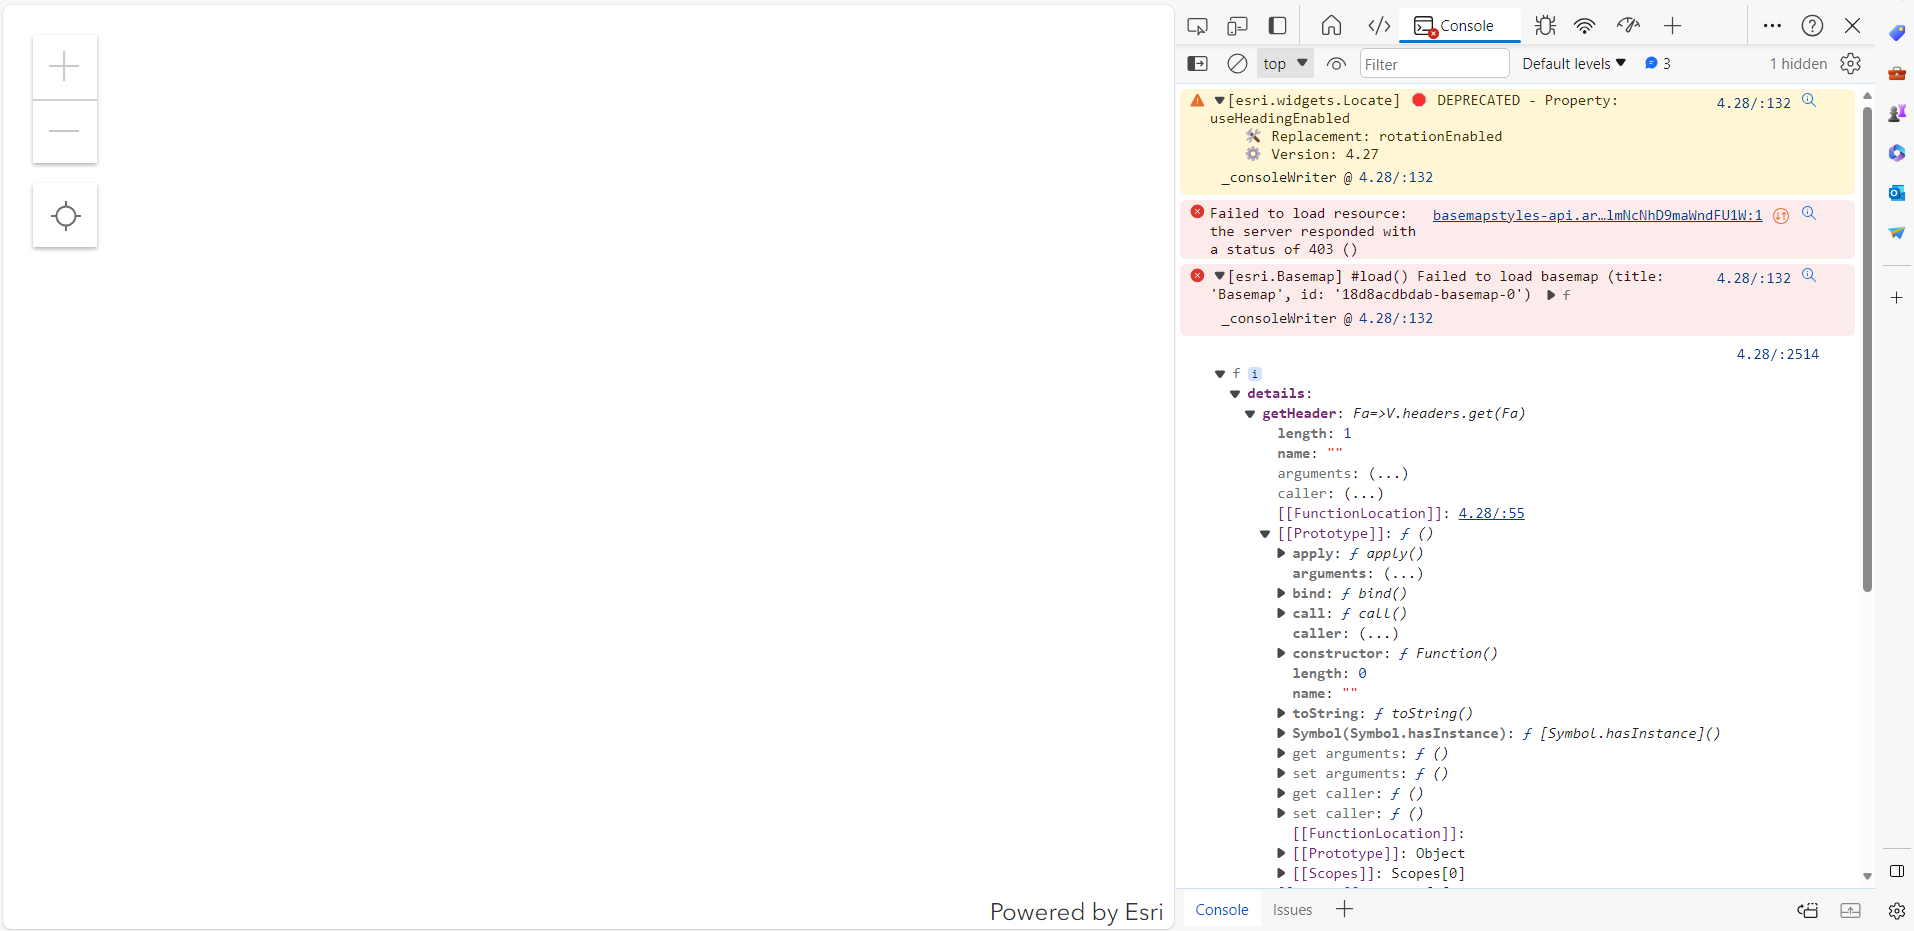 Powered by Esri
Console
top
Filter
Default levels
3
1 hidden
[esri.widgets.Locate] 🔴 DEPRECATED - Property: 4.28/:132
useHeadingEnabled
🛠 Replacement: rotationEnabled
⚙ Version: 4.27
_consoleWriter @ 4.28/:132
Failed to load resource: basemapstyles-api.ar…lmNcNhD9maWndFU1W:1
the server responded with
a status of 403 ()
[esri.Basemap] #load() Failed to load basemap (title: 4.28/:132
'Basemap', id: '18d8acdbdab-basemap-0') ▶ f
_consoleWriter @ 4.28/:132
4.28/:2514
▼ f i
▼ details:
▼ getHeader: Fa=>V.headers.get(Fa)
length: 1
name: ""
arguments: (...)
caller: (...)
[[FunctionLocation]]: 4.28/:55
▼ [[Prototype]]: ƒ ()
▶ apply: ƒ apply()
arguments: (...)
▶ bind: ƒ bind()
▶ call: ƒ call()
caller: (...)
▶ constructor: ƒ Function()
length: 0
name: ""
▶ toString: ƒ toString()
▶ Symbol(Symbol.hasInstance): ƒ [Symbol.hasInstance]()
▶ get arguments: ƒ ()
▶ set arguments: ƒ ()
▶ get caller: ƒ ()
▶ set caller: ƒ ()
[[FunctionLocation]]:
▶ [[Prototype]]: Object
▶ [[Scopes]]: Scopes[0]
Console
Issues